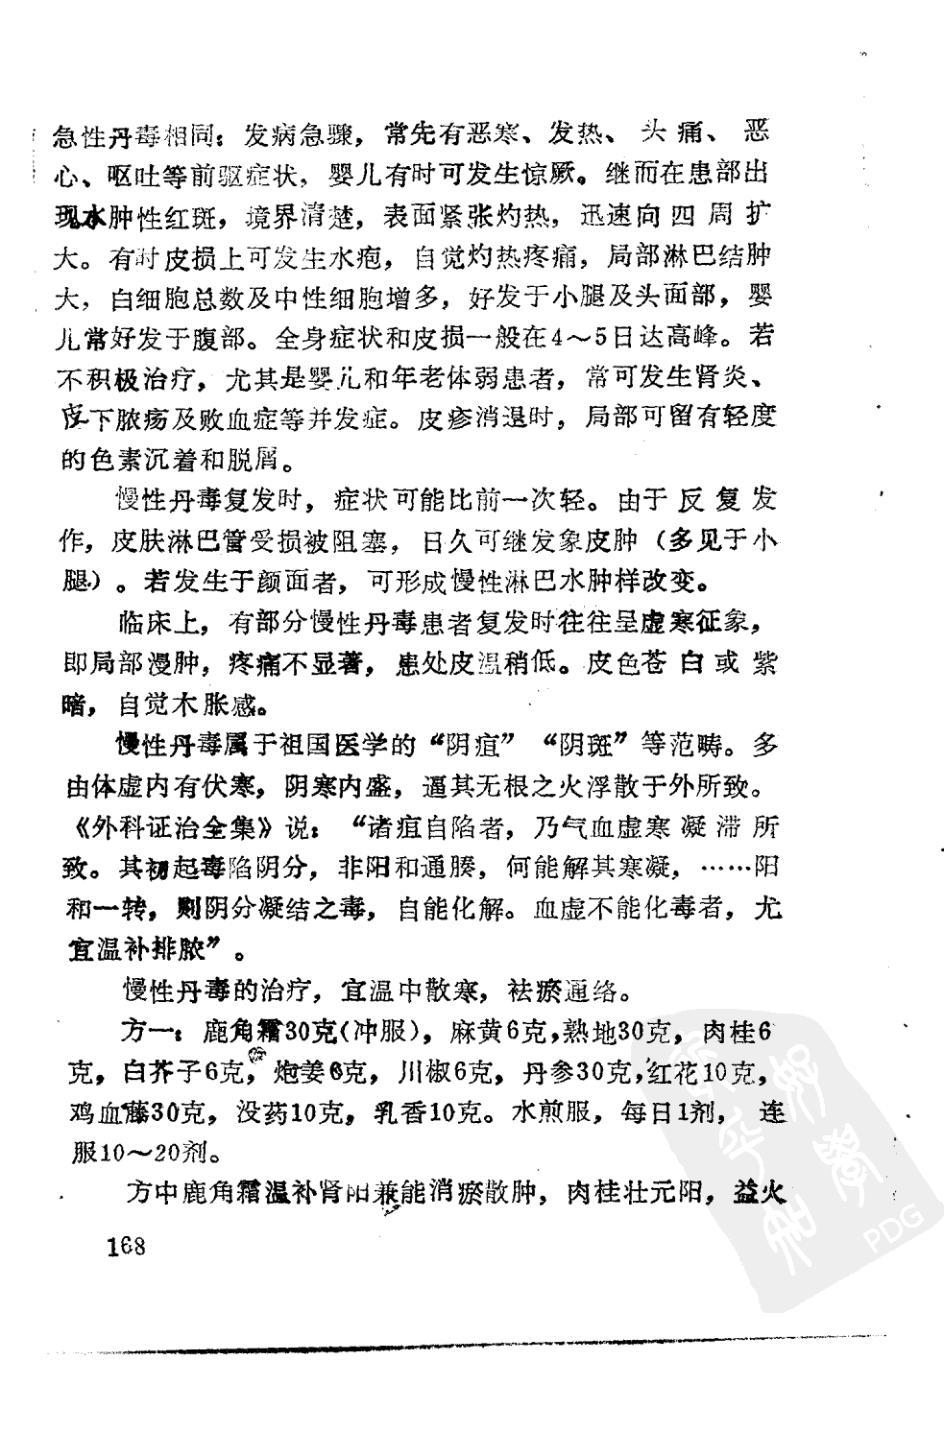 急性丹毒相同：发病急骤，常先有恶寒、发热、头痛、恶
心、呕吐等前驱症状，婴儿有时可发生惊厥。继而在患部出
现水肿性红斑，境界清楚，表面紧张灼热，迅速向四周扩
大。有时皮损上可发生水疱，自觉灼热疼痛，局部淋巴结肿
大，白细胞总数及中性细胞增多，好发于小腿及头面部，婴
儿常好发于腹部。全身症状和皮损一般在4～5日达高峰。若
不积极治疗，尤其是婴儿和年老体弱患者，常可发生肾炎、
皮下脓疡及败血症等并发症。皮疹消退时，局部可留有轻度
的色素沉着和脱屑。
慢性丹毒复发时，症状可能比前一次轻。由于反复发
作，皮肤淋巴管受损被阻塞，日久可继发象皮肿（多见于小
腿）。若发生于颜面者，可形成慢性淋巴水肿样改变。
临床上，有部分慢性丹毒患者复发时往往呈虚寒征象，
即局部漫肿，疼痛不显著，患处皮温稍低。皮色苍白或紫
暗，自觉木胀感。
慢性丹毒属于祖国医学的“阴疽”“阴斑”等范畴。多
由体虚内有伏寒，阴寒内盛，逼其无根之火浮散于外所致。
《外科证治全集》说：“诸疽自陷者，乃气血虚寒凝滞所
致。其初起毒陷阴分，非阳和通腠，何能解其寒凝，……阳
和一转，则阴分凝结之毒，自能化解。血虚不能化毒者，尤
宜温补排脓”。
慢性丹毒的治疗，宜温中散寒，祛瘀通络。
方一：鹿角霜30克(冲服)，麻黄6克，熟地30克，肉桂6
克，白芥子6克，炮姜6克，川椒6克，丹参30克，红花10克，
鸡血藤30克，没药10克，乳香10克。水煎服，每日1剂，连
服10～20剂。
方中鹿角霜温补肾阳兼能消瘀散肿，肉桂壮元阳，益火
168
PDG